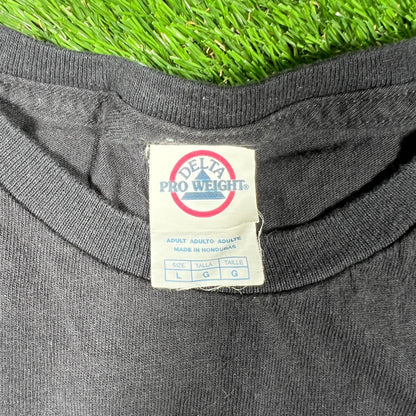 DELTA
PRO WEIGHT®
ADULT ADULTO ADULTE
MADE IN HONDURAS
SIZE TALLA TAILLE
L G G